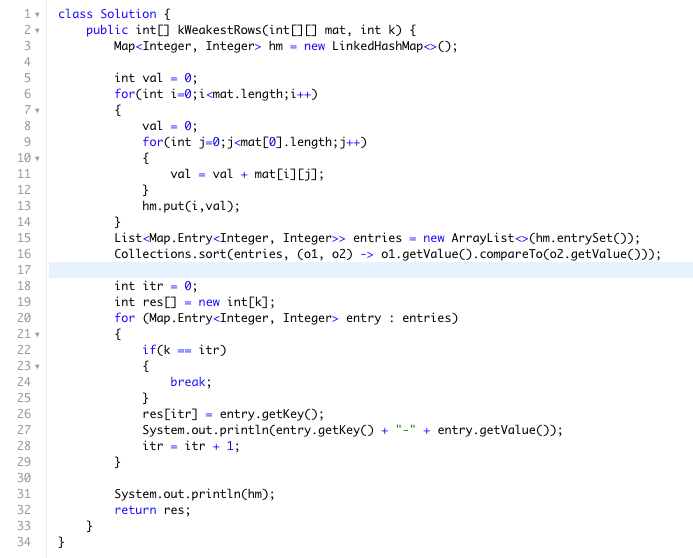 1 class Solution {
2     public int[] kWeakestRows(int[][] mat, int k) {
3         Map<Integer, Integer> hm = new LinkedHashMap<>();
4
5         int val = 0;
6         for(int i=0;i<mat.length;i++)
7         {
8             val = 0;
9             for(int j=0;j<mat[0].length;j++)
10             {
11                 val = val + mat[i][j];
12             }
13             hm.put(i,val);
14         }
15         List<Map.Entry<Integer, Integer>> entries = new ArrayList<>(hm.entrySet());
16         Collections.sort(entries, (o1, o2) -> o1.getValue().compareTo(o2.getValue()));
17
18         int itr = 0;
19         int res[] = new int[k];
20         for (Map.Entry<Integer, Integer> entry : entries)
21         {
22             if(k == itr)
23             {
24                 break;
25             }
26             res[itr] = entry.getKey();
27             System.out.println(entry.getKey() + "-" + entry.getValue());
28             itr = itr + 1;
29         }
30
31         System.out.println(hm);
32         return res;
33     }
34 }